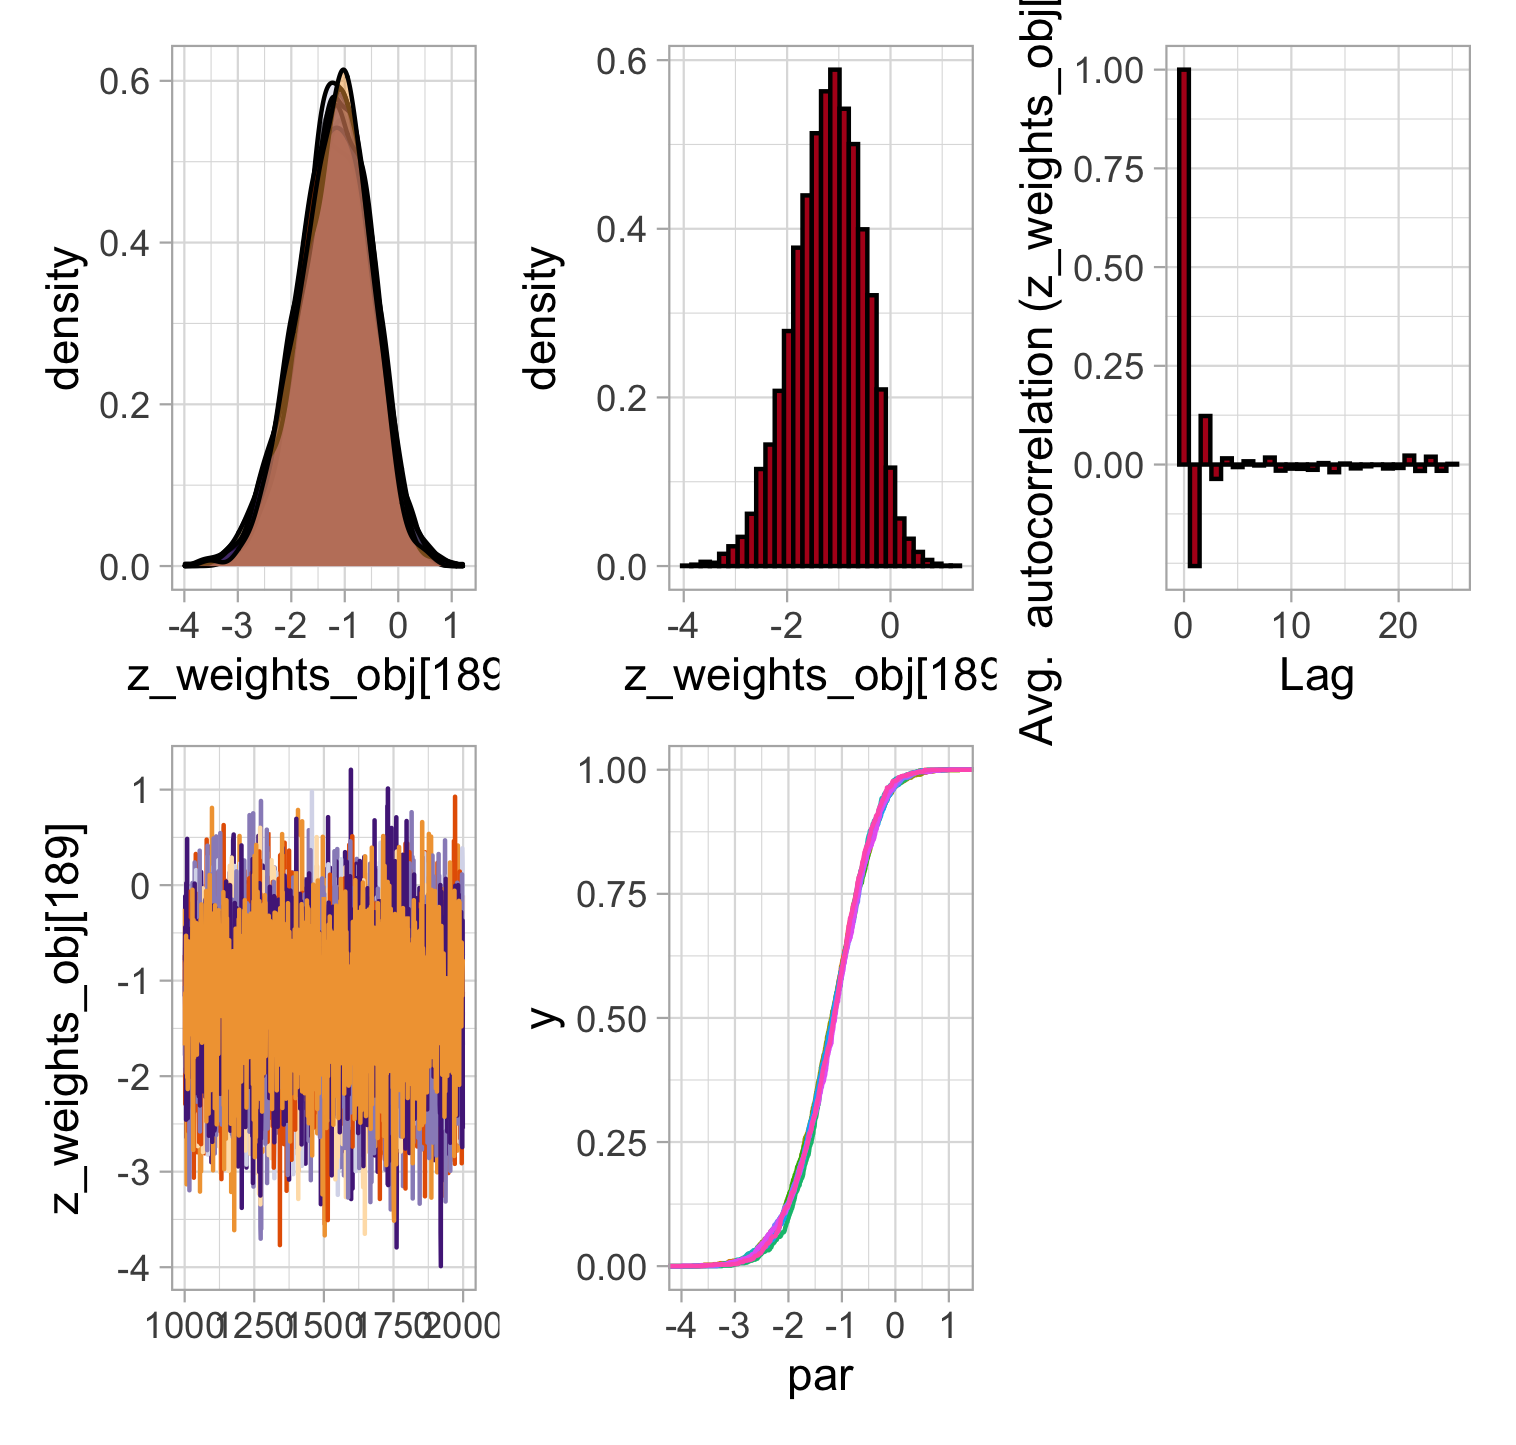 density
0.6
0.4
0.2
0.0
-4 -3 -2 -1 0 1
z_weights_obj[189
density
0.6
0.4
0.2
0.0
-4 -2 0
z_weights_obj[189
Avg. autocorrelation (z_weights_obj[
1.00
0.75
0.50
0.25
0.00
0 10 20
Lag
z_weights_obj[189]
1
0
-1
-2
-3
-4
1000 1250 1500 1750 2000
y
1.00
0.75
0.50
0.25
0.00
-4 -3 -2 -1 0 1
par